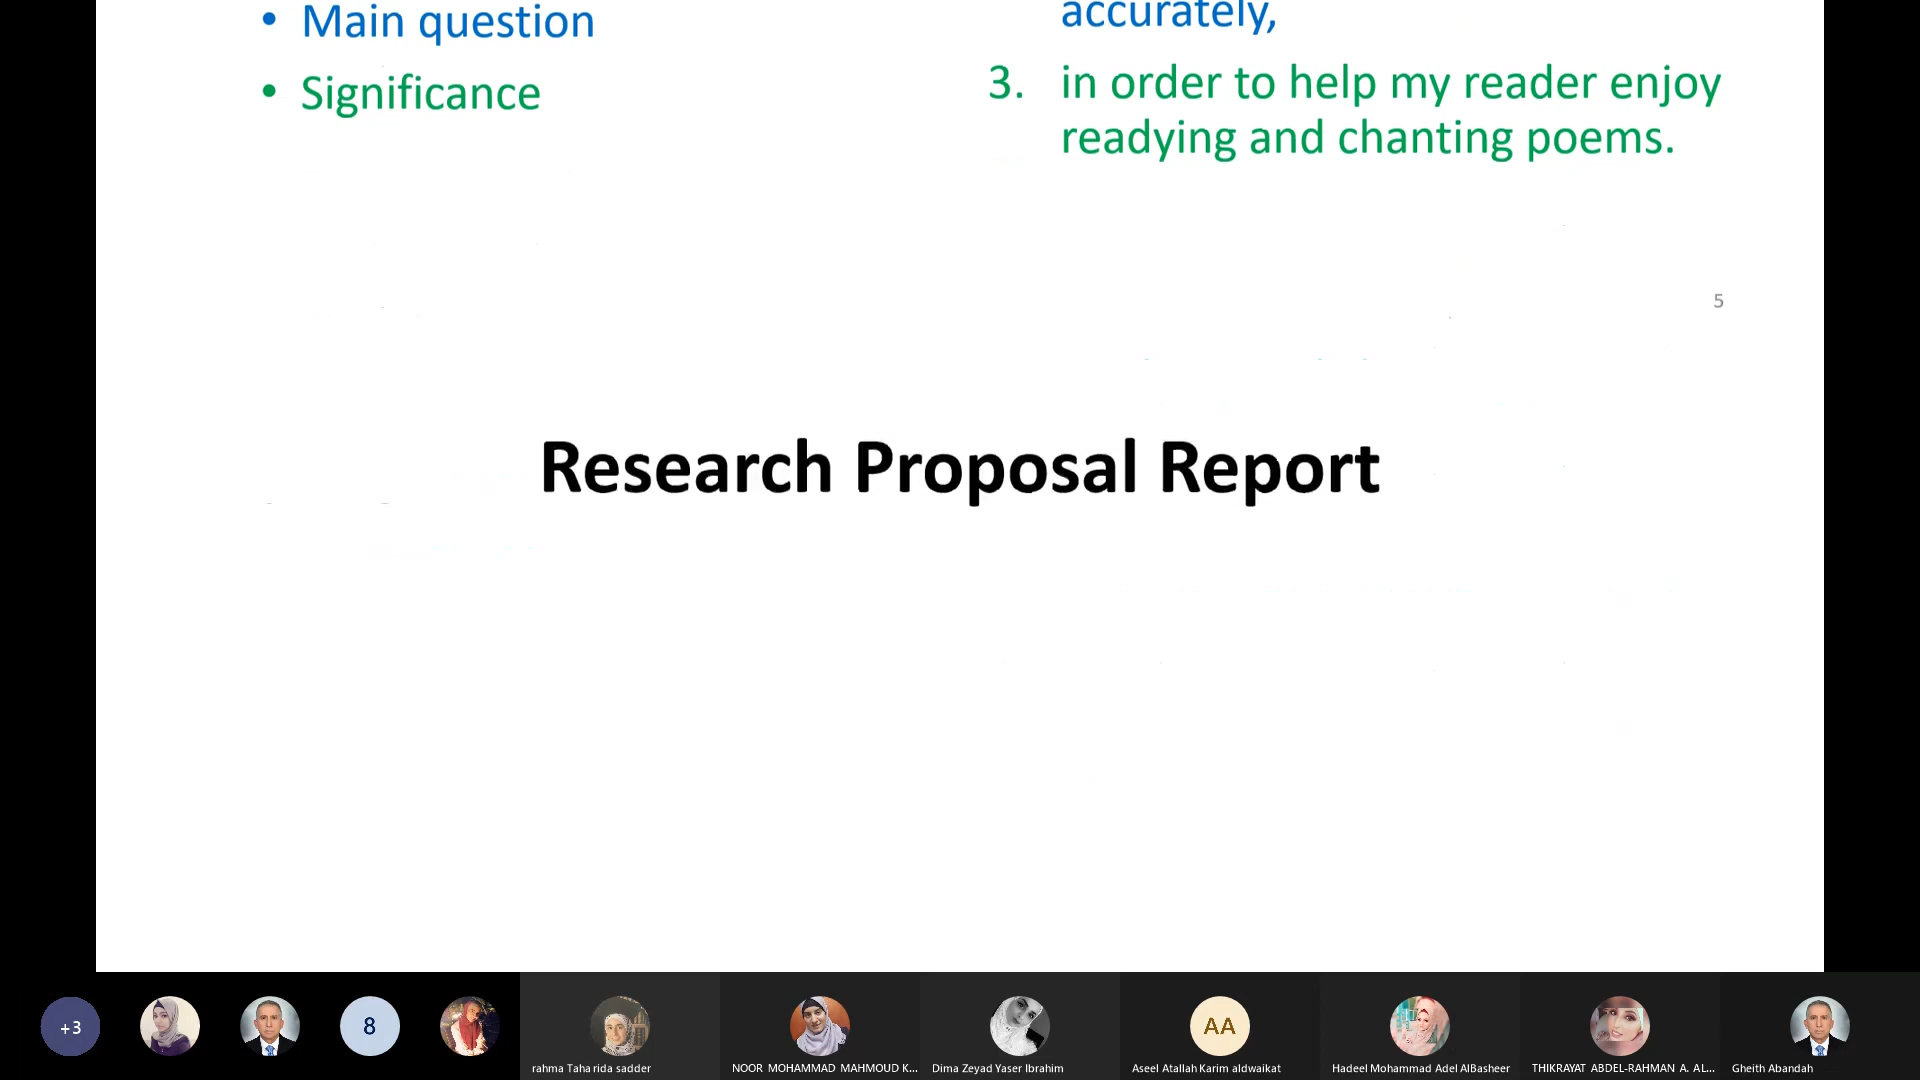 • Main question
• Significance
accurately,
3. in order to help my reader enjoy
readying and chanting poems.
5
Research Proposal Report
+3
8
AA
rahma Taha rida sadder
NOOR MOHAMMAD MAHMOUD K...
Dima Zeyad Yaser Ibrahim
Aseel Atallah Karim aldwaikat
Hadeel Mohammad Adel AlBasheer
THIKRAYAT ABDEL-RAHMAN A. AL...
Gheith Abandah